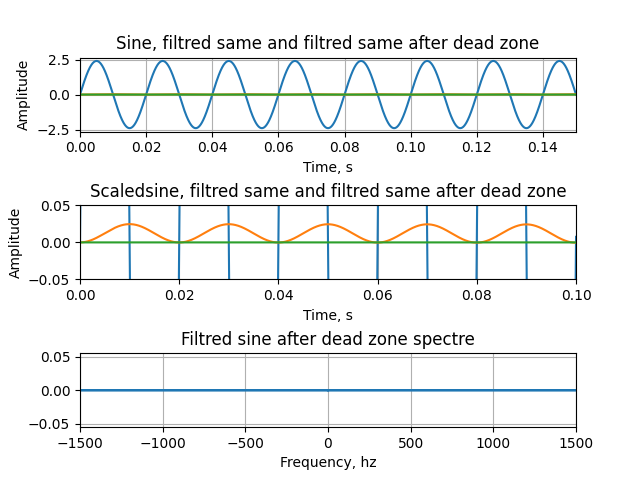 Sine, filtred same and filtred same after dead zone
Amplitude
2.5
0.0
−2.5
0.00 0.02 0.04 0.06 0.08 0.10 0.12 0.14
Time, s
Scaledsine, filtred same and filtred same after dead zone
Amplitude
0.05
0.00
−0.05
0.00 0.02 0.04 0.06 0.08 0.10
Time, s
Filtred sine after dead zone spectre
0.05
0.00
−0.05
−1500 −1000 −500 0 500 1000 1500
Frequency, hz